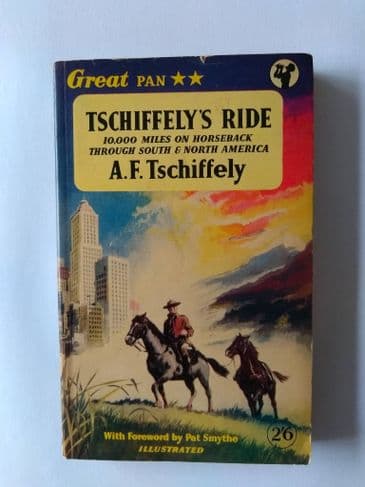 Great PAN ★★
TSCHIFFELY'S RIDE
10,000 MILES ON HORSEBACK
THROUGH SOUTH & NORTH AMERICA
A.F. Tschiffely
With Foreword by Pat Smythe
ILLUSTRATED
2'6